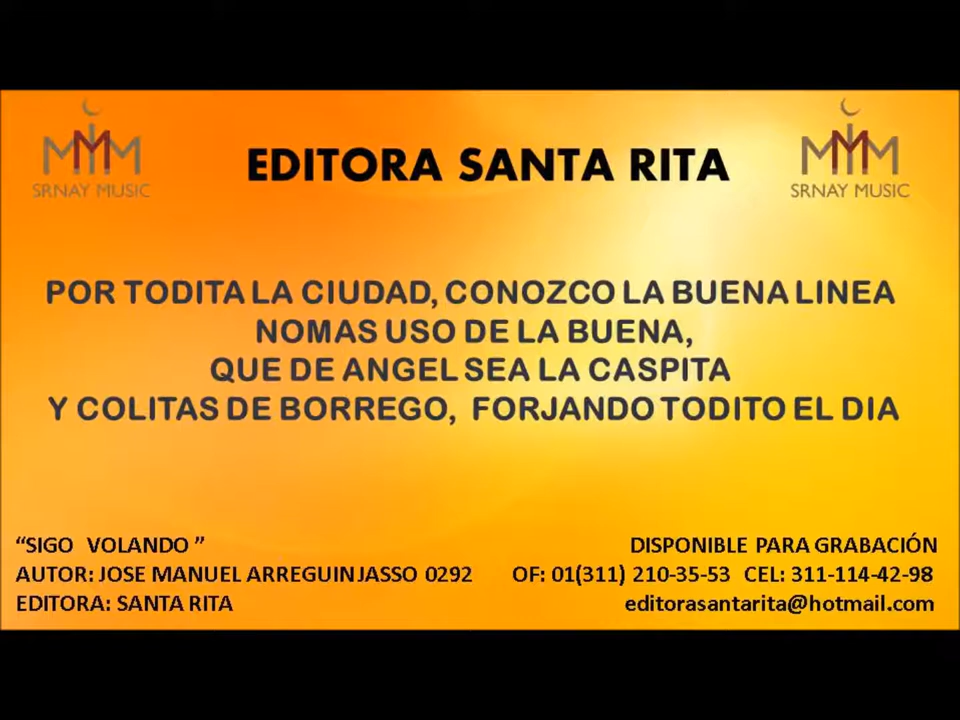 SRNAY MUSIC
EDITORA SANTA RITA
SRNAY MUSIC
POR TODITA LA CIUDAD, CONOZCO LA BUENA LINEA
NOMAS USO DE LA BUENA,
QUE DE ANGEL SEA LA CASPITA
Y COLITAS DE BORREGO, FORJANDO TODITO EL DIA
“SIGO VOLANDO ”
AUTOR: JOSE MANUEL ARREGUIN JASSO 0292
EDITORA: SANTA RITA
DISPONIBLE PARA GRABACIÓN
OF: 01(311) 210-35-53 CEL: 311-114-42-98
editorasantarita@hotmail.com